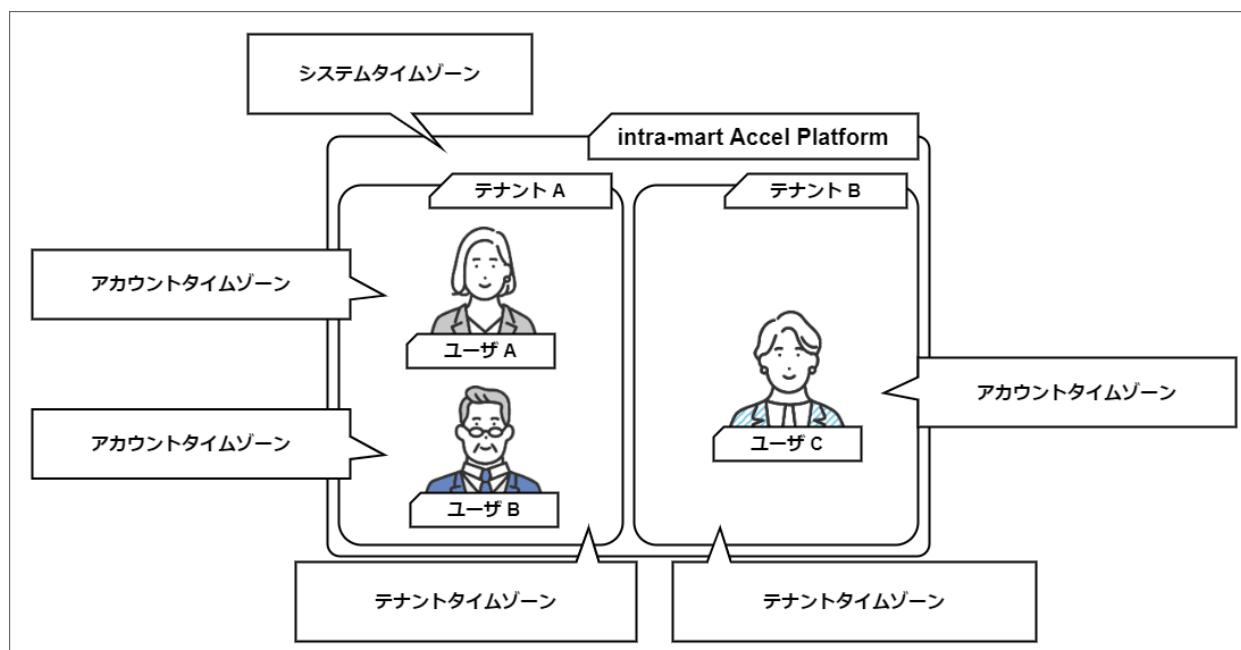 システムタイムゾーン
intra-mart Accel Platform
テナント A
テナント B
アカウントタイムゾーン
ユーザ A
アカウントタイムゾーン
アカウントタイムゾーン
ユーザ C
ユーザ B
テナントタイムゾーン
テナントタイムゾーン